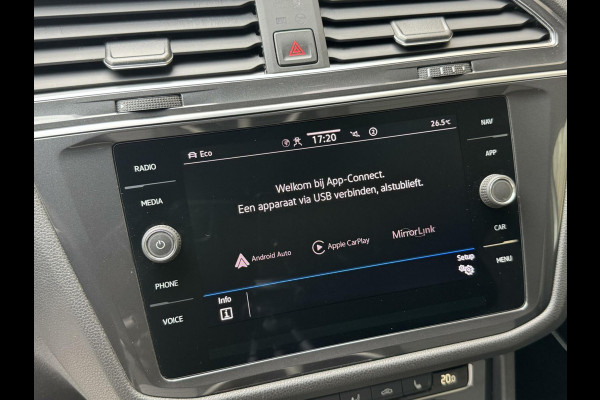 RADIO
MEDIA
PHONE
VOICE
Eco
17:20
26.5°C
Welkom bij App-Connect.
Een apparaat via USB verbinden, alstublieft.
Android Auto
Apple CarPlay
MirrorLink
Setup
Info
NAV
APP
CAR
MENU
20.0